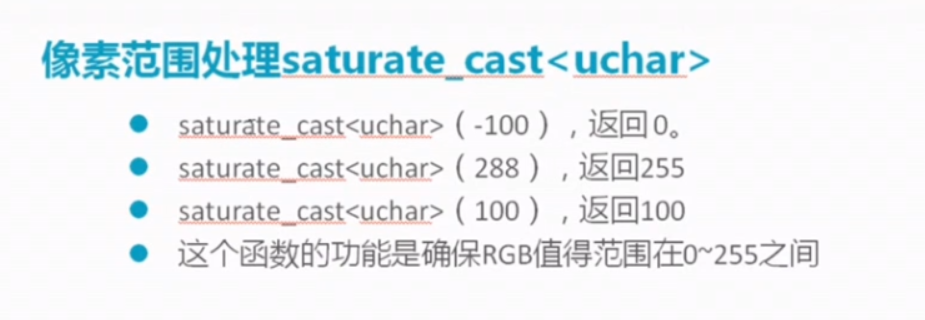 像素范围处理saturate_cast<uchar>
saturate_cast<uchar>（-100），返回0。
saturate_cast<uchar>（288），返回255
saturate_cast<uchar>（100），返回100
这个函数的功能是确保RGB值得范围在0~255之间